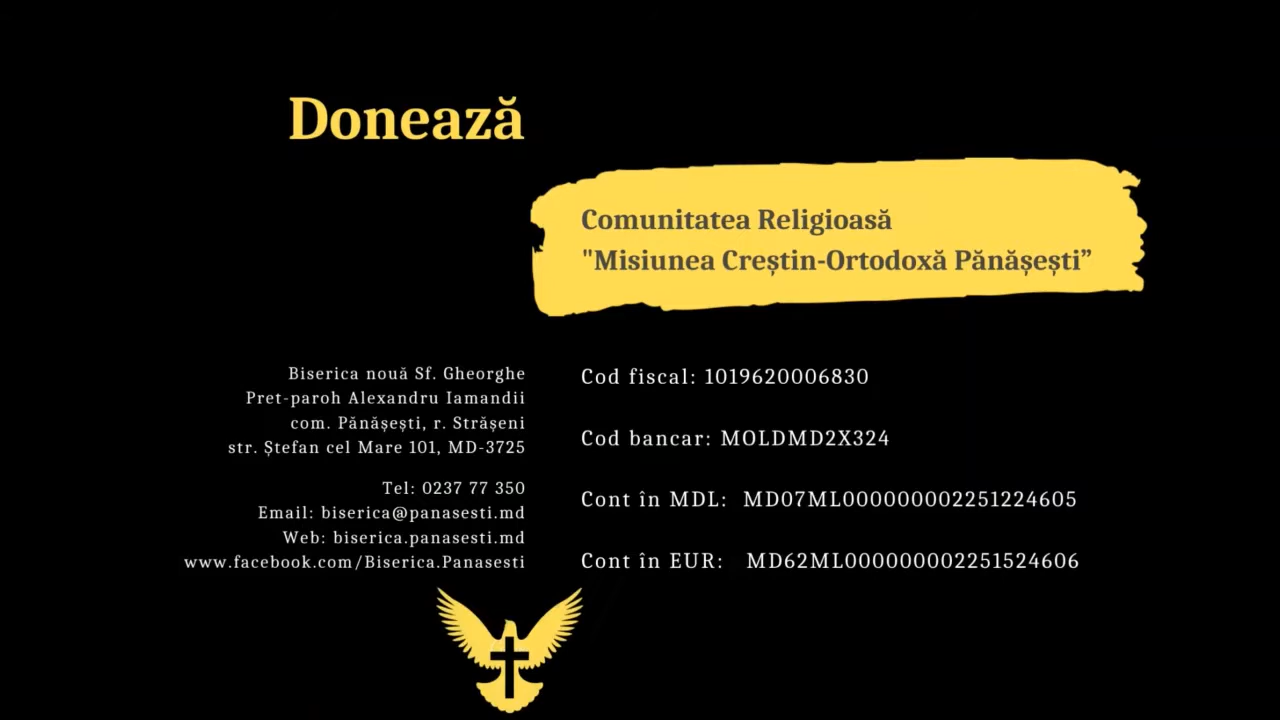 Donează
Comunitatea Religioasă
"Misiunea Creștin-Ortodoxă Pănășești”
Biserica nouă Sf. Gheorghe
Pret-paroh Alexandru Iamandii
com. Pănășești, r. Strășeni
str. Ștefan cel Mare 101, MD-3725
Tel: 0237 77 350
Email: biserica@panasesti.md
Web: biserica.panasesti.md
www.facebook.com/Biserica.Panasesti
Cod fiscal: 1019620006830
Cod bancar: MOLDMD2X324
Cont în MDL: MD07ML000000002251224605
Cont în EUR: MD62ML000000002251524606